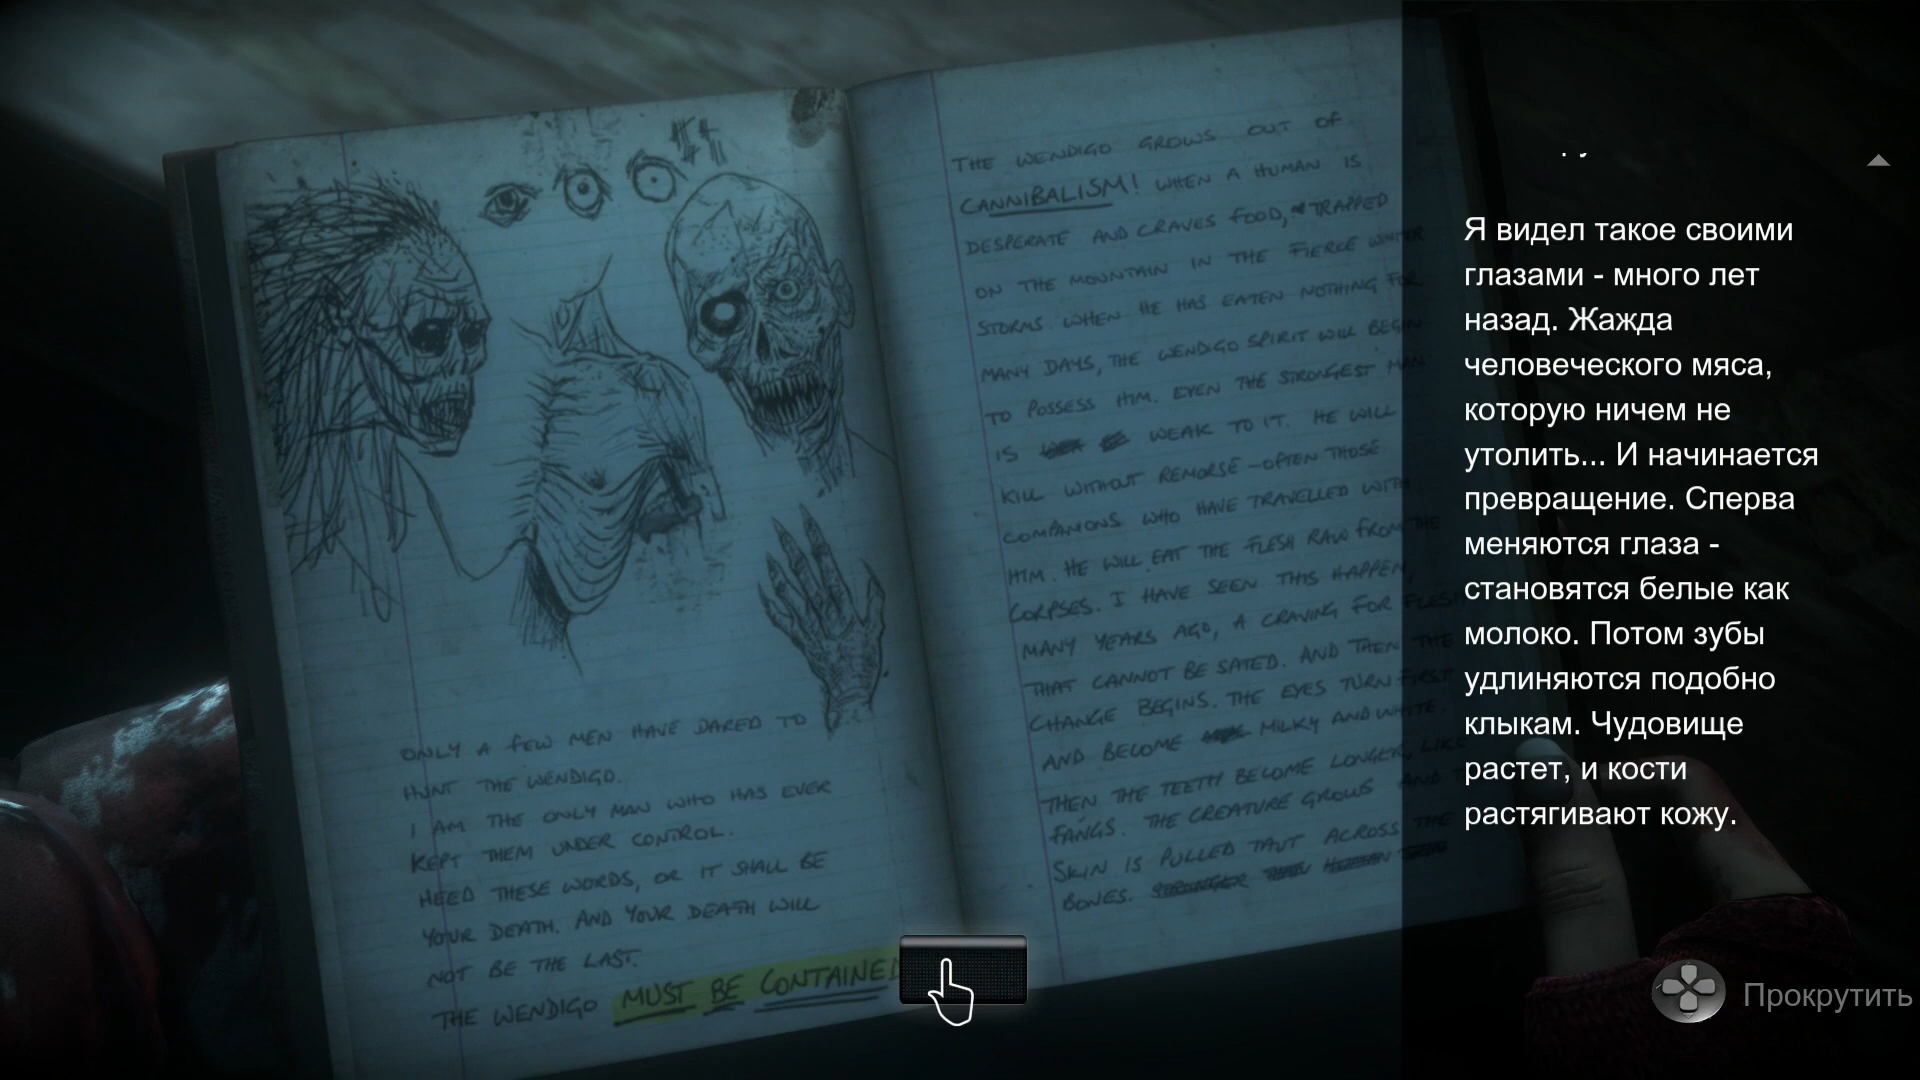 ONLY A FEW MEN HAVE DARED TO
HUNT THE WENDIGO.
I AM THE ONLY MAN WHO HAS EVER
KEPT THEM UNDER CONTROL.
HEED THESE WORDS, OR IT SHALL BE
YOUR DEATH. AND YOUR DEATH WILL
NOT BE THE LAST.
THE WENDIGO MUST BE CONTAINED
THE WENDIGO GROWS OUT OF
CANNIBALISM! WHEN A HUMAN IS
DESPERATE AND CRAVES FOOD, TRAPPED
ON THE MOUNTAIN IN THE FIERCE WINTER
STORMS. WHEN HE HAS EATEN NOTHING FOR
MANY DAYS, THE WENDIGO SPIRIT WILL BEGIN
TO POSSESS HIM. EVEN THE STRONGEST MAN
IS WEAK TO IT. HE WILL
KILL WITHOUT REMORSE - OFTEN THOSE
COMPANIONS WHO HAVE TRAVELLED WITH
HIM. HE WILL EAT THE FLESH RAW FROM THE
CORPSES. I HAVE SEEN THIS HAPPEN,
MANY YEARS AGO, A CRAVING FOR FLESH
THAT CANNOT BE SATED. AND THEN THE
CHANGE BEGINS. THE EYES TURN FIRST
AND BECOME MILKY AND WHITE.
THEN THE TEETH BECOME LONGER, LIKE
FANGS. THE CREATURE GROWS AND
SKIN IS PULLED TAUT ACROSS THE
BONES. STRONGER THAN HUMAN
Я видел такое своими
глазами - много лет
назад. Жажда
человеческого мяса,
которую ничем не
утолить... И начинается
превращение. Сперва
меняются глаза -
становятся белые как
молоко. Потом зубы
удлиняются подобно
клыкам. Чудовище
растет, и кости
растягивают кожу.
Прокрутить